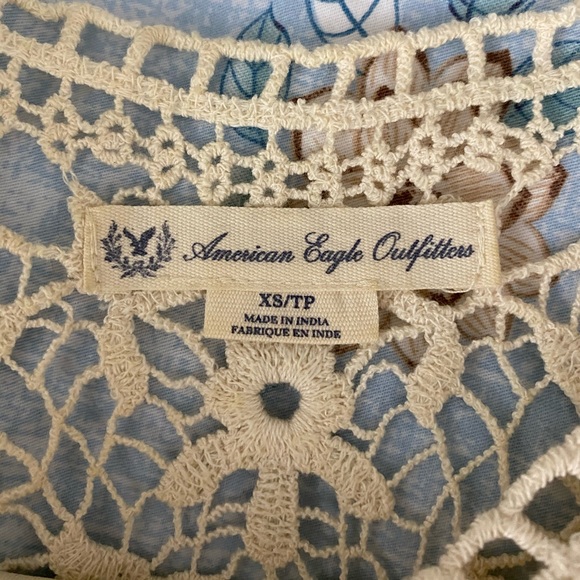 American Eagle Outfitters
XS/TP
MADE IN INDIA
FABRIQUE EN INDE